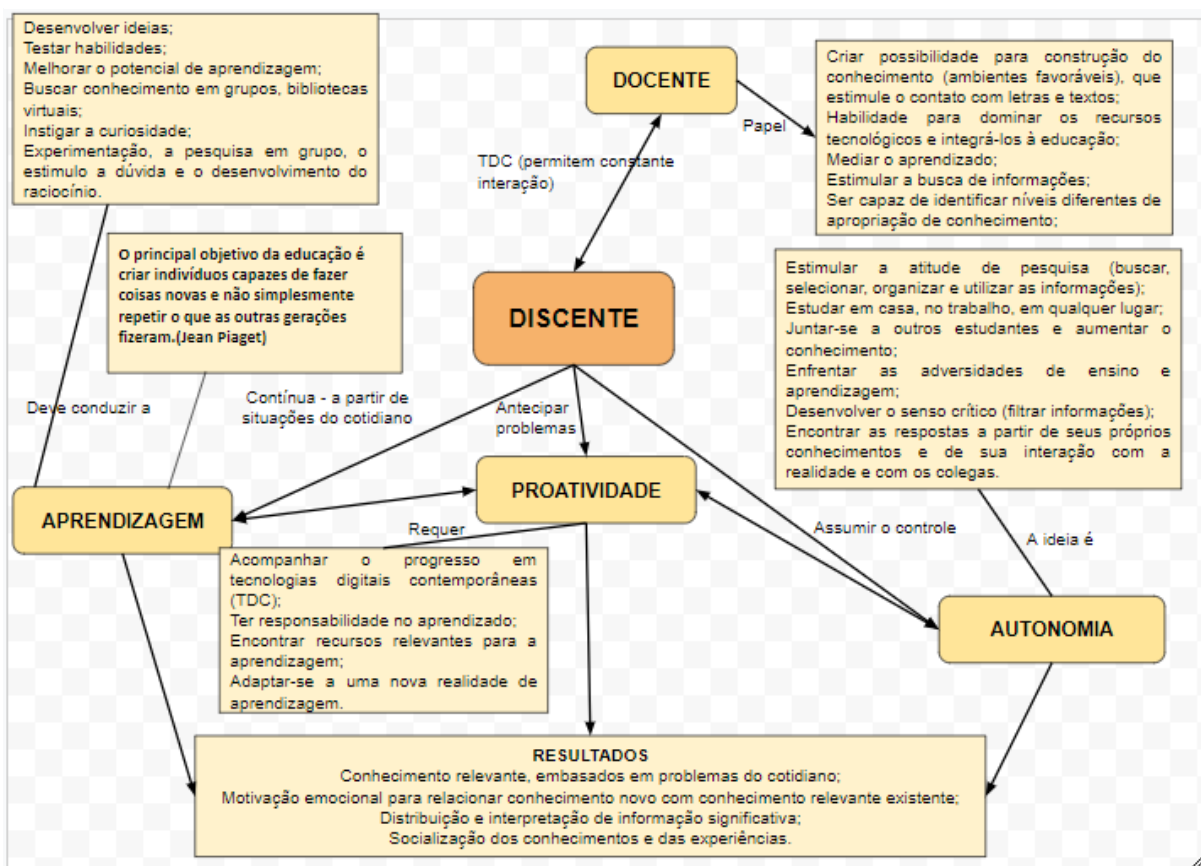 Desenvolver ideias;
Testar habilidades;
Melhorar o potencial de aprendizagem;
Buscar conhecimento em grupos, bibliotecas
virtuais;
Instigar a curiosidade;
Experimentação, a pesquisa em grupo, o
estimulo a dúvida e o desenvolvimento do
raciocínio.
DOCENTE
Papel
Criar possibilidade para construção do
conhecimento (ambientes favoráveis), que
estimule o contato com letras e textos;
Habilidade para dominar os recursos
tecnológicos e integrá-los à educação;
Mediar o aprendizado;
Estimular a busca de informações;
Ser capaz de identificar níveis diferentes de
apropriação de conhecimento;
TDC (permitem constante
interação)
O principal objetivo da educação é
criar indivíduos capazes de fazer
coisas novas e não simplesmente
repetir o que as outras gerações
fizeram.(Jean Piaget)
DISCENTE
Estimular a atitude de pesquisa (buscar,
selecionar, organizar e utilizar as informações);
Estudar em casa, no trabalho, em qualquer lugar;
Juntar-se a outros estudantes e aumentar o
conhecimento;
Enfrentar as adversidades de ensino e
aprendizagem;
Desenvolver o senso crítico (filtrar informações);
Encontrar as respostas a partir de seus próprios
conhecimentos e de sua interação com a
realidade e com os colegas.
Deve conduzir a
Contínua - a partir de
situações do cotidiano
Antecipar
problemas
APRENDIZAGEM
PROATIVIDADE
Requer
Assumir o controle
A ideia é
Acompanhar o progresso em
tecnologias digitais contemporâneas
(TDC);
Ter responsabilidade no aprendizado;
Encontrar recursos relevantes para a
aprendizagem;
Adaptar-se a uma nova realidade de
aprendizagem.
AUTONOMIA
RESULTADOS
Conhecimento relevante, embasados em problemas do cotidiano;
Motivação emocional para relacionar conhecimento novo com conhecimento relevante existente;
Distribuição e interpretação de informação significativa;
Socialização dos conhecimentos e das experiências.